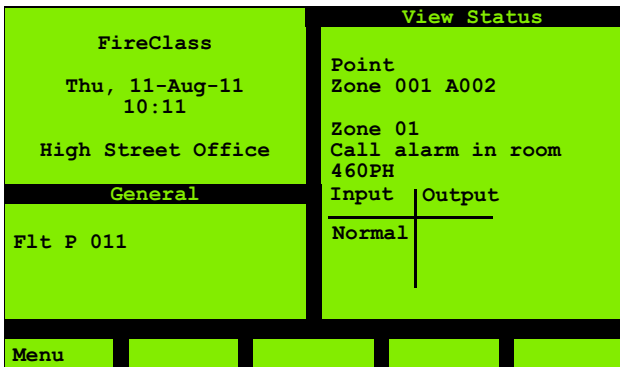 FireClass
Thu, 11-Aug-11
10:11
High Street Office
General
Flt P 011
View Status
Point
Zone 001 A002
Zone 01
Call alarm in room
460PH
Input Output
Normal
Menu